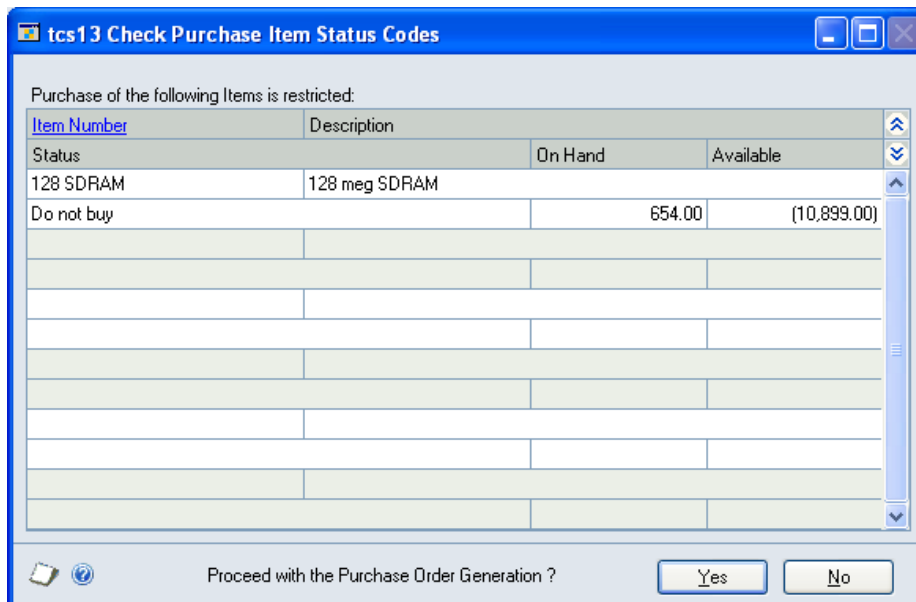 tcs13 Check Purchase Item Status Codes
Purchase of the following Items is restricted:
Item Number Description
Status On Hand Available
128 SDRAM 128 meg SDRAM
Do not buy 654.00 (10,899.00)
Proceed with the Purchase Order Generation ? Yes No